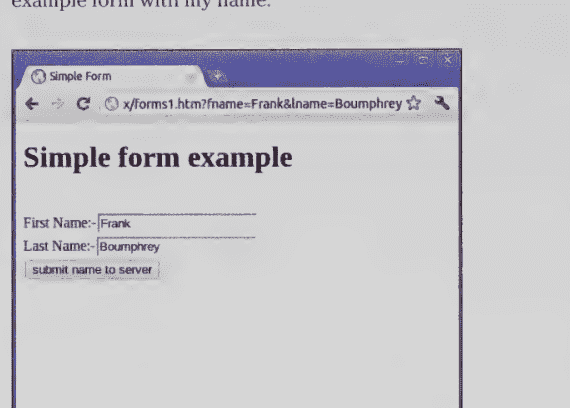 example form with my name.
Simple Form
x/forms1.htm?fname=Frank&lname=Boumphrey
Simple form example
First Name:-Frank
Last Name:-Boumphrey
submit name to server